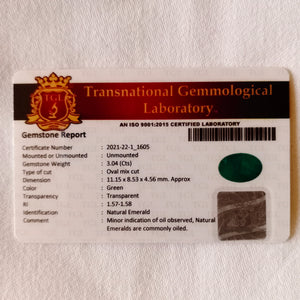 TGL
Transnational Gemmological
Laboratory
AN ISO 9001:2015 CERTIFIED LABORATORY
Gemstone Report
Certificate Number : 2021-22-1_1605
Mounted or Unmounted : Unmounted
Gemstone Weight : 3.04 (Cts)
Type of cut : Oval mix cut
Dimension : 11.15 x 8.53 x 4.56 mm. Approx
Color : Green
Transparency : Transparent
RI : 1.57-1.58
Identification : Natural Emerald
Comment : Minor indication of oil observed, Natural
Emeralds are commonly oiled.